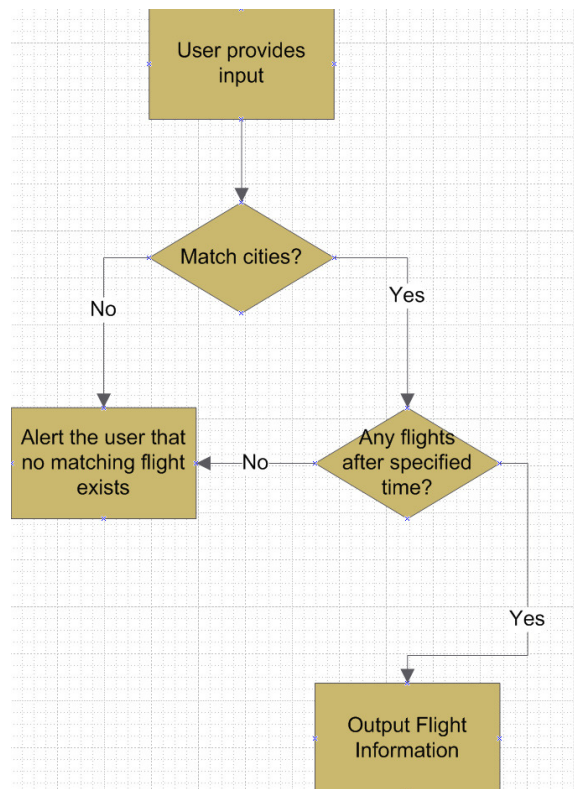 User provides
input
Match cities?
No
Yes
Alert the user that
no matching flight
exists
No
Any flights
after specified
time?
Yes
Output Flight
Information